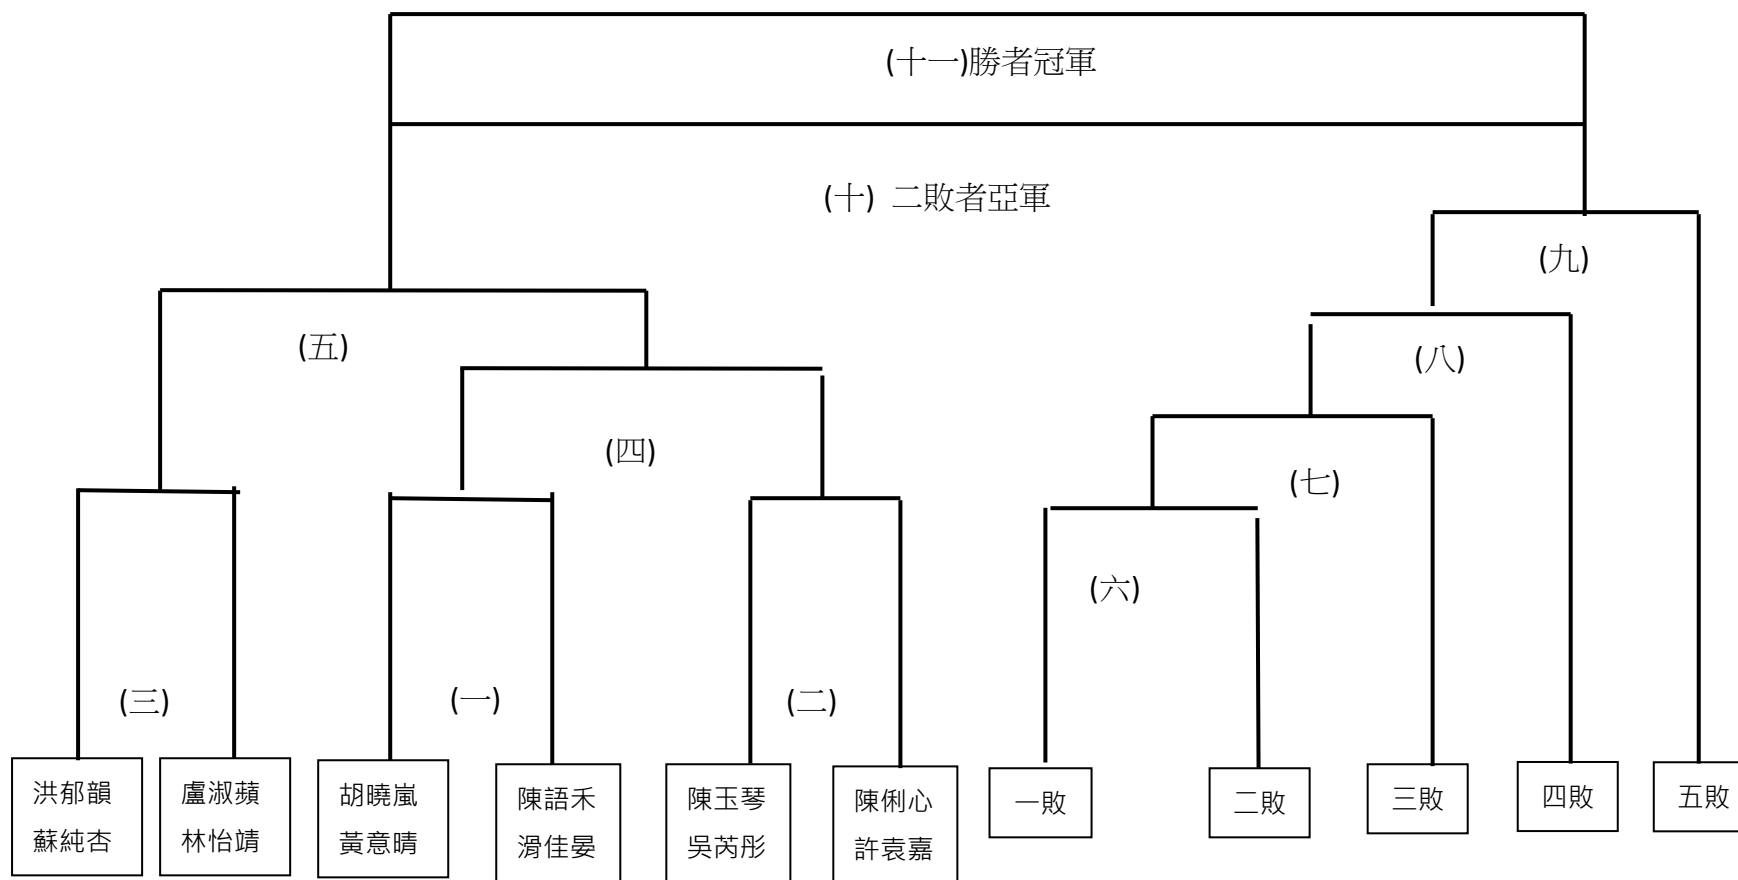 (十一)勝者冠軍
(十) 二敗者亞軍
(九)
(五)
(八)
(四)
(七)
(六)
(三)
(一)
(二)
洪郁韻
蘇純杏
盧淑蘋
林怡靖
胡曉嵐
黃意晴
陳語禾
滑佳晏
陳玉琴
吳芮彤
陳俐心
許袁嘉
一敗
二敗
三敗
四敗
五敗